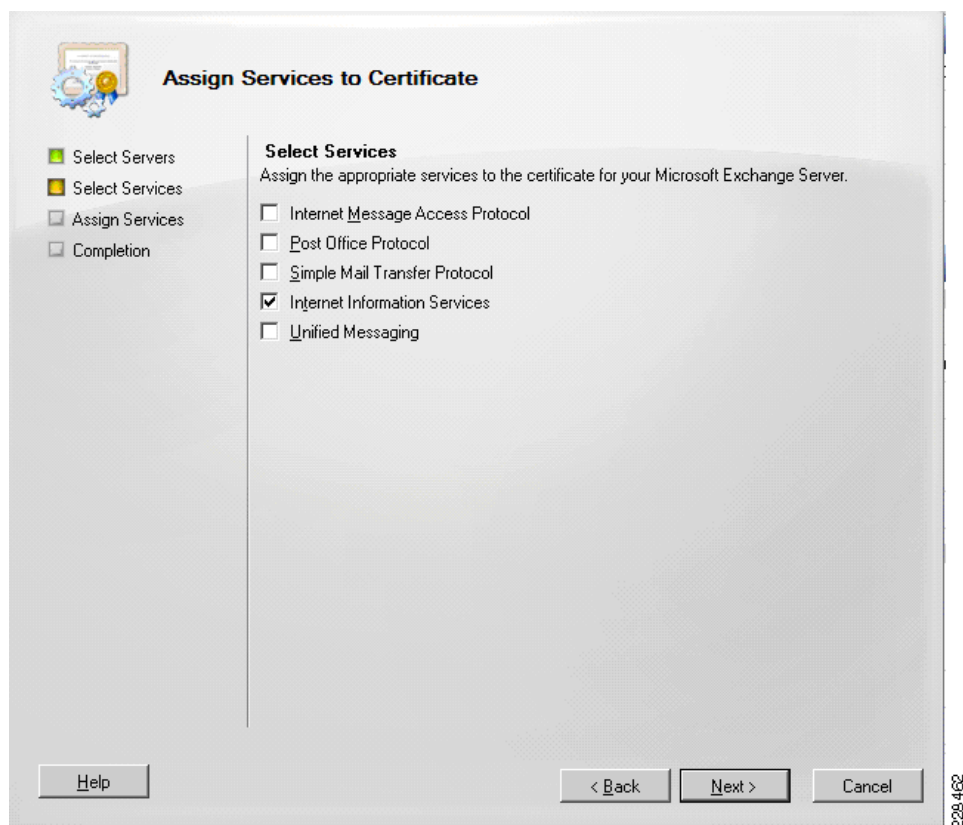 Assign Services to Certificate
Select Servers
Select Services
Assign Services
Completion
Select Services
Assign the appropriate services to the certificate for your Microsoft Exchange Server.
Internet Message Access Protocol
Post Office Protocol
Simple Mail Transfer Protocol
Internet Information Services
Unified Messaging
Help
< Back
Next >
Cancel
228462